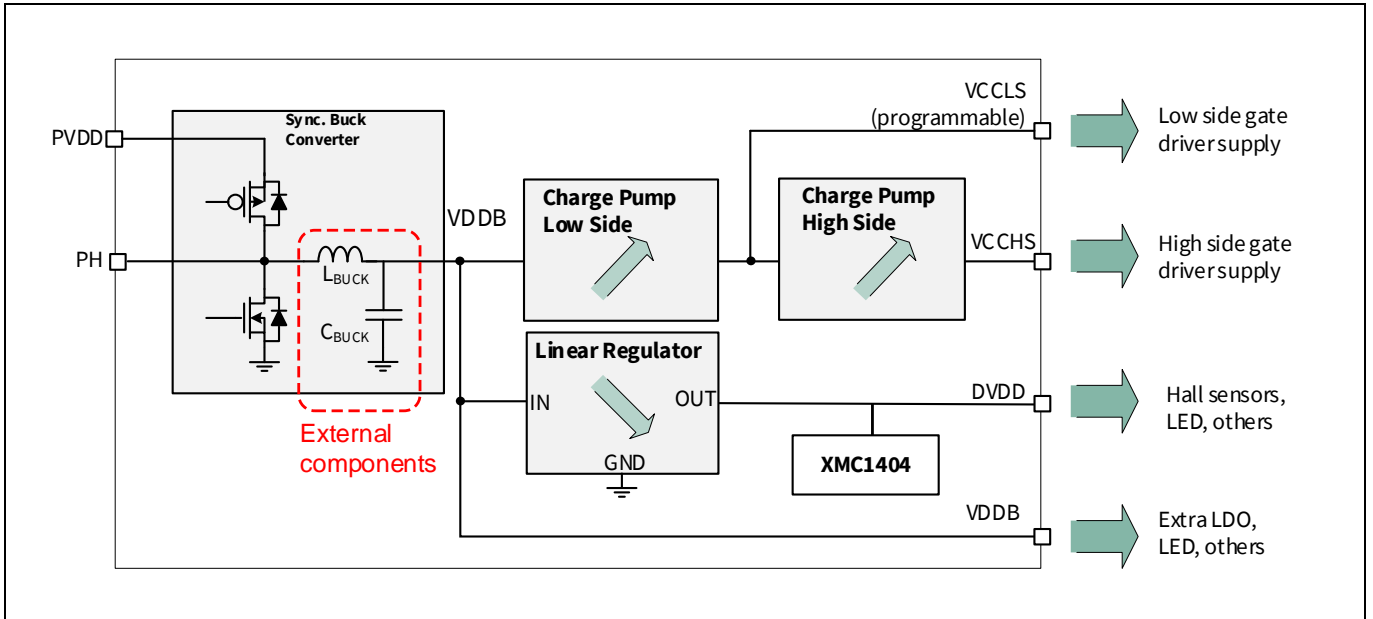 VCCLS
(programmable)
Low side gate
driver supply
Sync. Buck
Converter
PVDD
Charge Pump
Low Side
Charge Pump
High Side
VDDB
VCCHS
High side gate
driver supply
PH
LBUCK
CBUCK
Linear Regulator
IN
OUT
GND
DVDD
Hall sensors,
LED, others
External
components
XMC1404
VDDB
Extra LDO,
LED, others